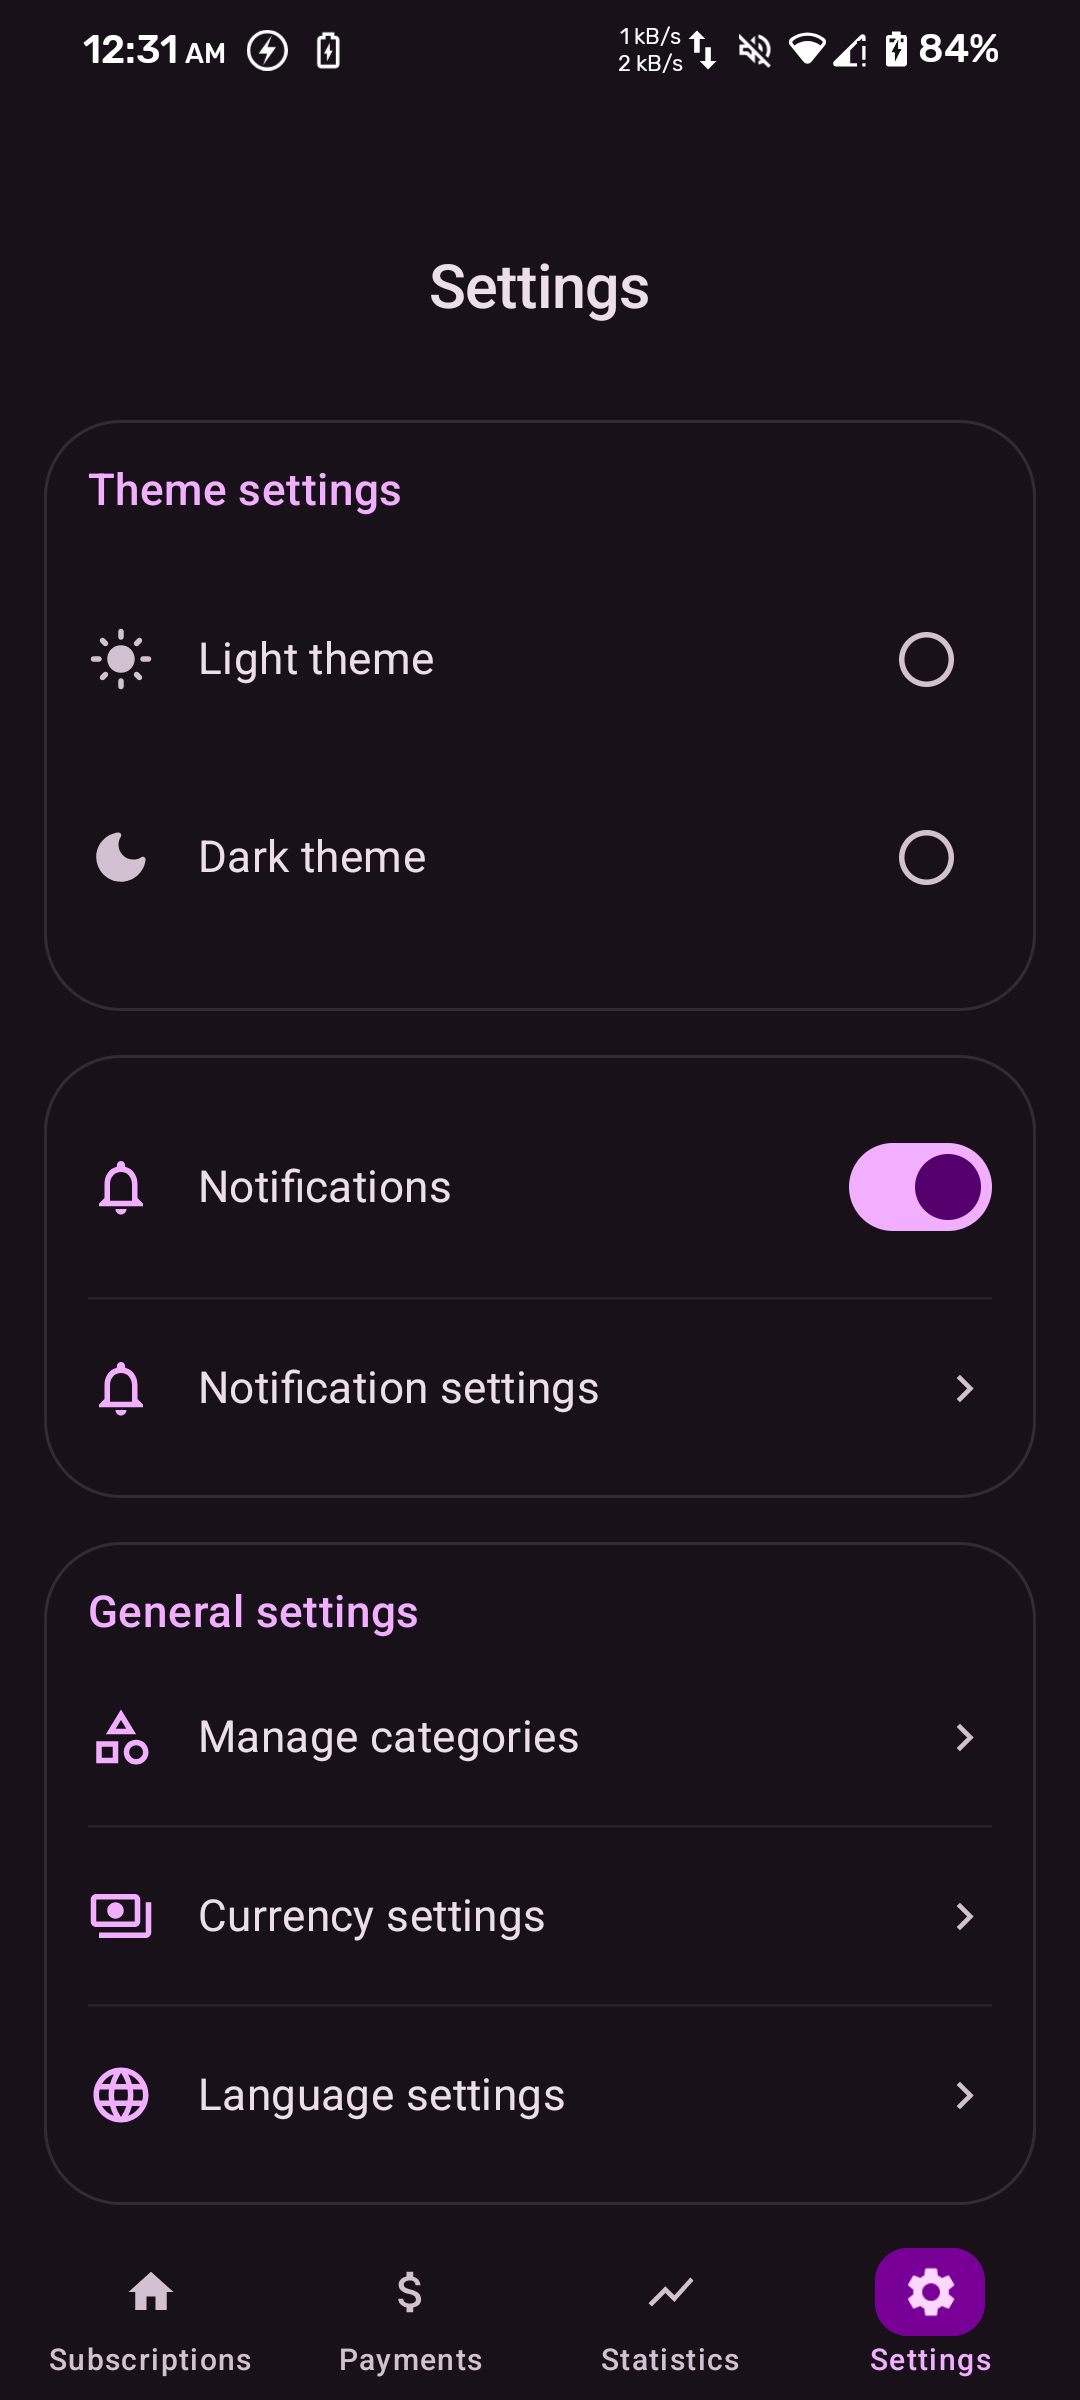 12:31 AM
1 kB/s
2 kB/s
84%
Settings
Theme settings
Light theme
Dark theme
Notifications
Notification settings
General settings
Manage categories
Currency settings
Language settings
Subscriptions
Payments
Statistics
Settings